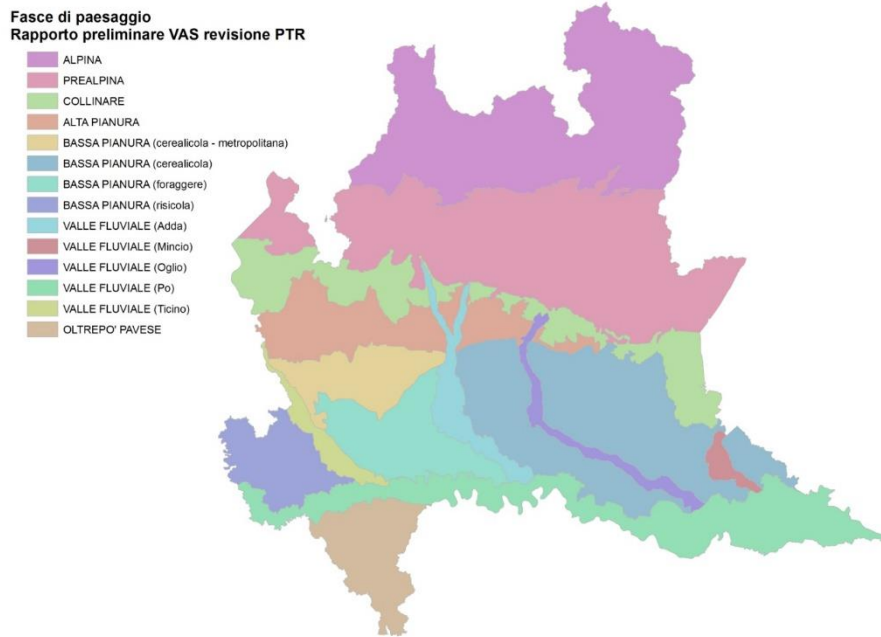 Fasce di paesaggio
Rapporto preliminare VAS revisione PTR
ALPINA
PREALPINA
COLLINARE
ALTA PIANURA
BASSA PIANURA (cerealicola - metropolitana)
BASSA PIANURA (cerealicola)
BASSA PIANURA (foraggere)
BASSA PIANURA (risicola)
VALLE FLUVIALE (Adda)
VALLE FLUVIALE (Mincio)
VALLE FLUVIALE (Oglio)
VALLE FLUVIALE (Po)
VALLE FLUVIALE (Ticino)
OLTREPO' PAVESE